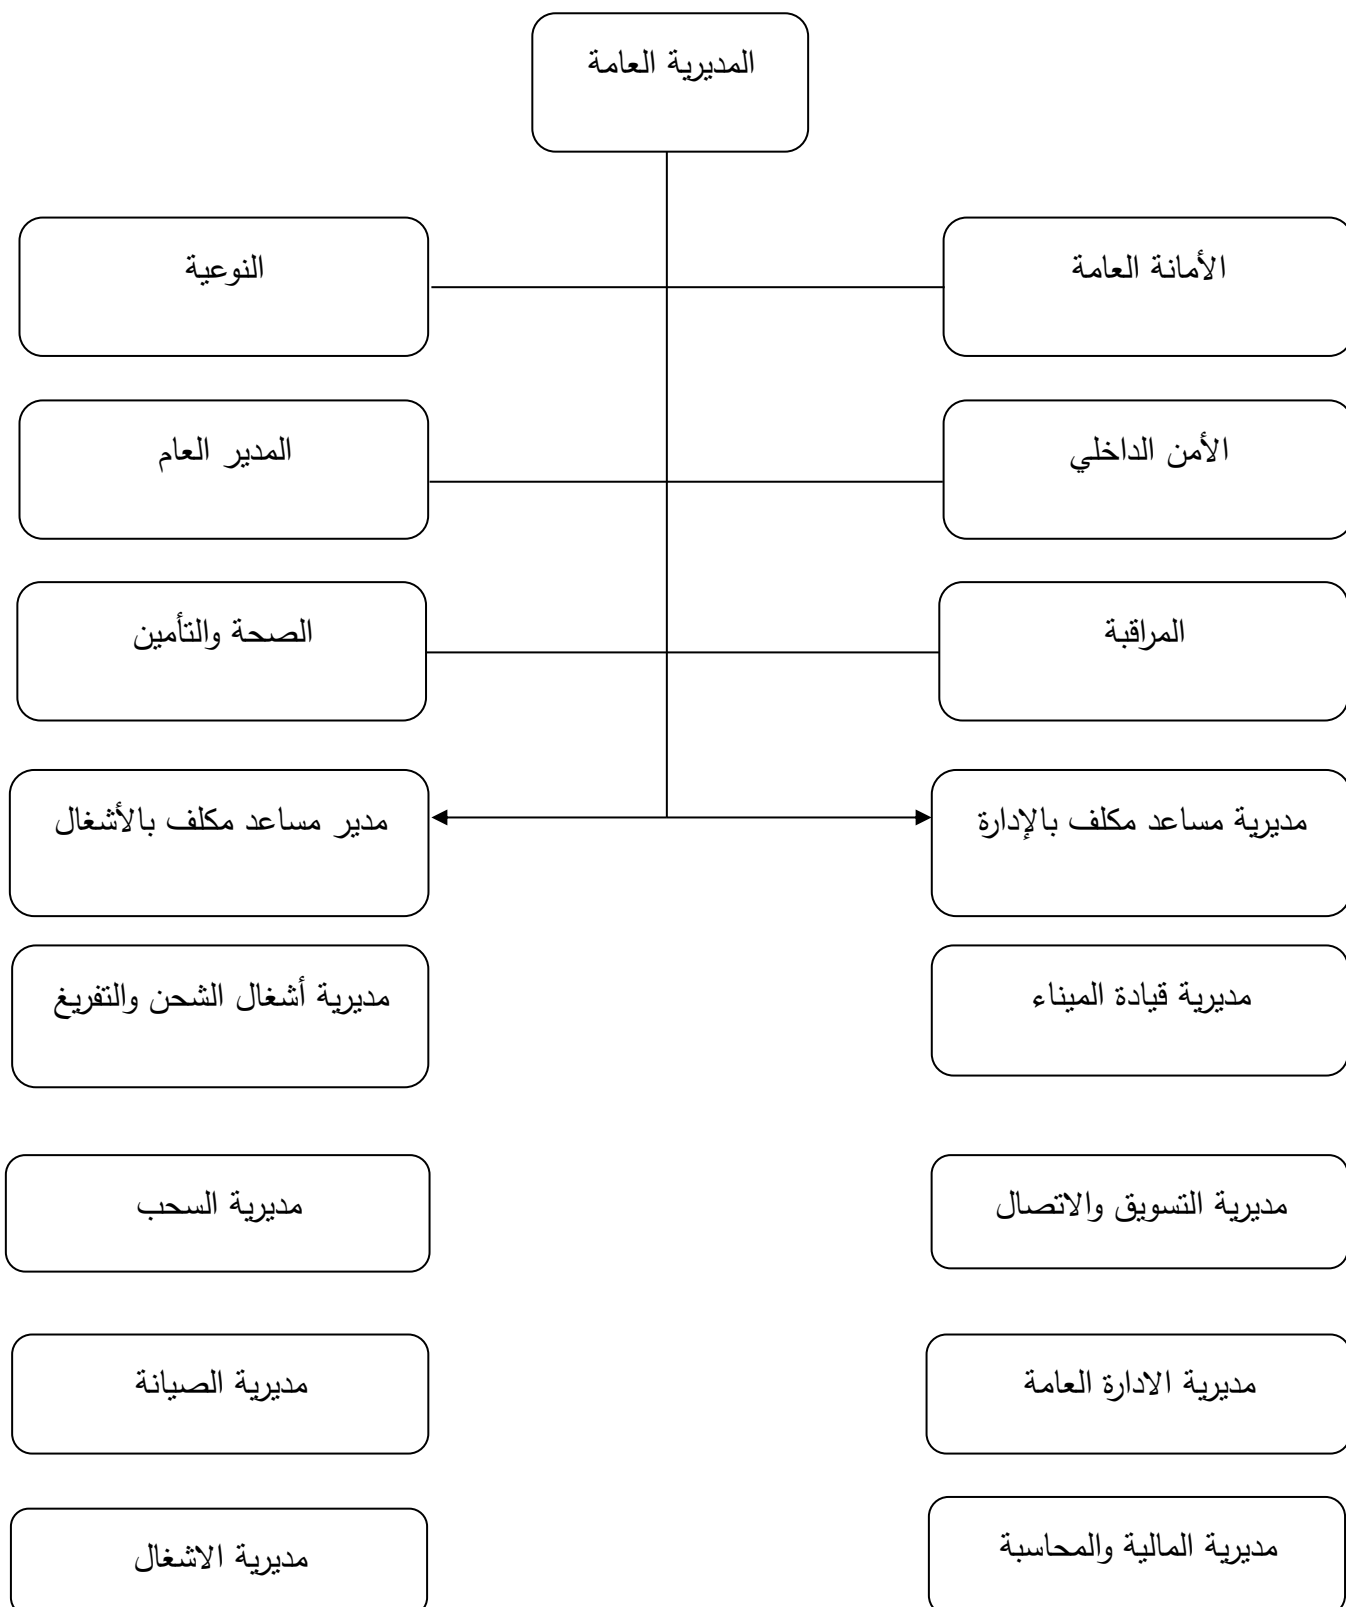 المديرية العامة
الأمانة العامة
النوعية
الأمن الداخلي
المدير العام
المراقبة
الصحة والتأمين
مديرية مساعد مكلف بالإدارة
مدير مساعد مكلف بالأشغال
مديرية قيادة الميناء
مديرية أشغال الشحن والتفريغ
مديرية التسويق والاتصال
مديرية السحب
مديرية الادارة العامة
مديرية الصيانة
مديرية المالية والمحاسبة
مديرية الاشغال